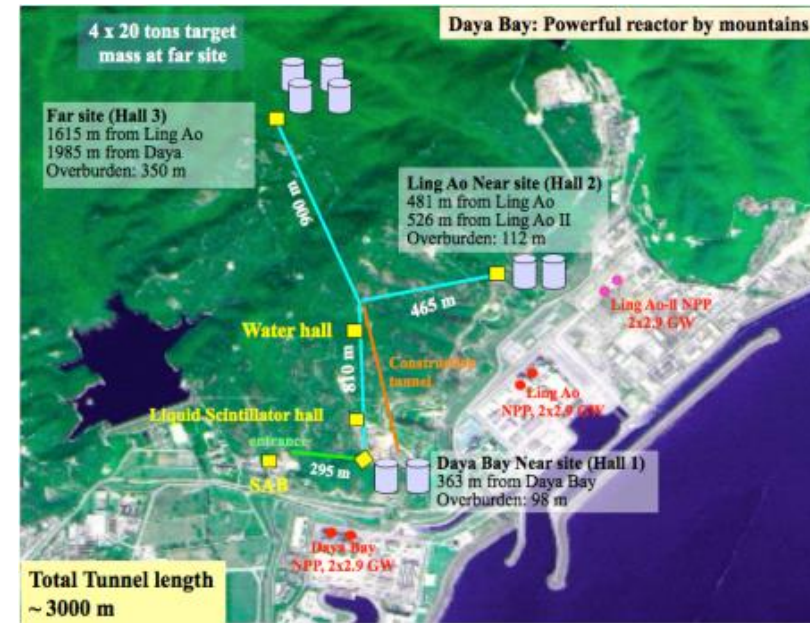 Daya Bay: Powerful reactor by mountains
4 x 20 tons target
mass at far site
Far site (Hall 3)
1615 m from Ling Ao
1985 m from Daya
Overburden: 350 m
900 m
Ling Ao Near site (Hall 2)
481 m from Ling Ao
526 m from Ling Ao II
Overburden: 112 m
465 m
Ling Ao-II NPP
2x2.9 GW
Water hall
810 m
Construction
tunnel
Ling Ao
NPP, 2x2.9 GW
Liquid Scintillator hall
entrance
295 m
SAB
Daya Bay Near site (Hall 1)
363 m from Daya Bay
Overburden: 98 m
Daya Bay
NPP, 2x2.9 GW
Total Tunnel length
~ 3000 m